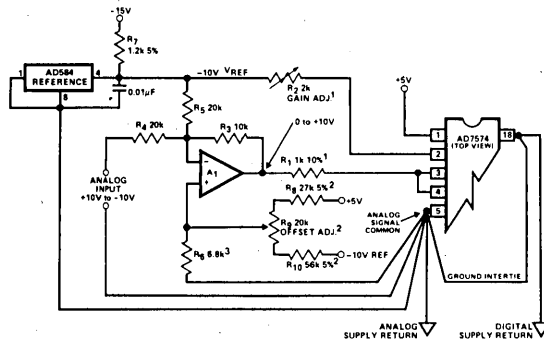 -15V
R7
1.2k 5%
1
AD584
REFERENCE
4
8
0.01µF
-10V VREF
R2 2k
GAIN ADJ.1
+5V
R5 20k
R4 20k
R3 10k
0 to +10V
AD7574
(TOP VIEW)
1
18
2
3
4
5
-
+
A1
R1 1k 10%1
ANALOG
INPUT
+10V to -10V
R8 27k 5%2
+5V
R9 20k
OFFSET ADJ.2
ANALOG
SIGNAL
COMMON
R6 6.8k3
-10V REF
R10 56k 5%2
GROUND INTERTIE
ANALOG
SUPPLY RETURN
DIGITAL
SUPPLY RETURN